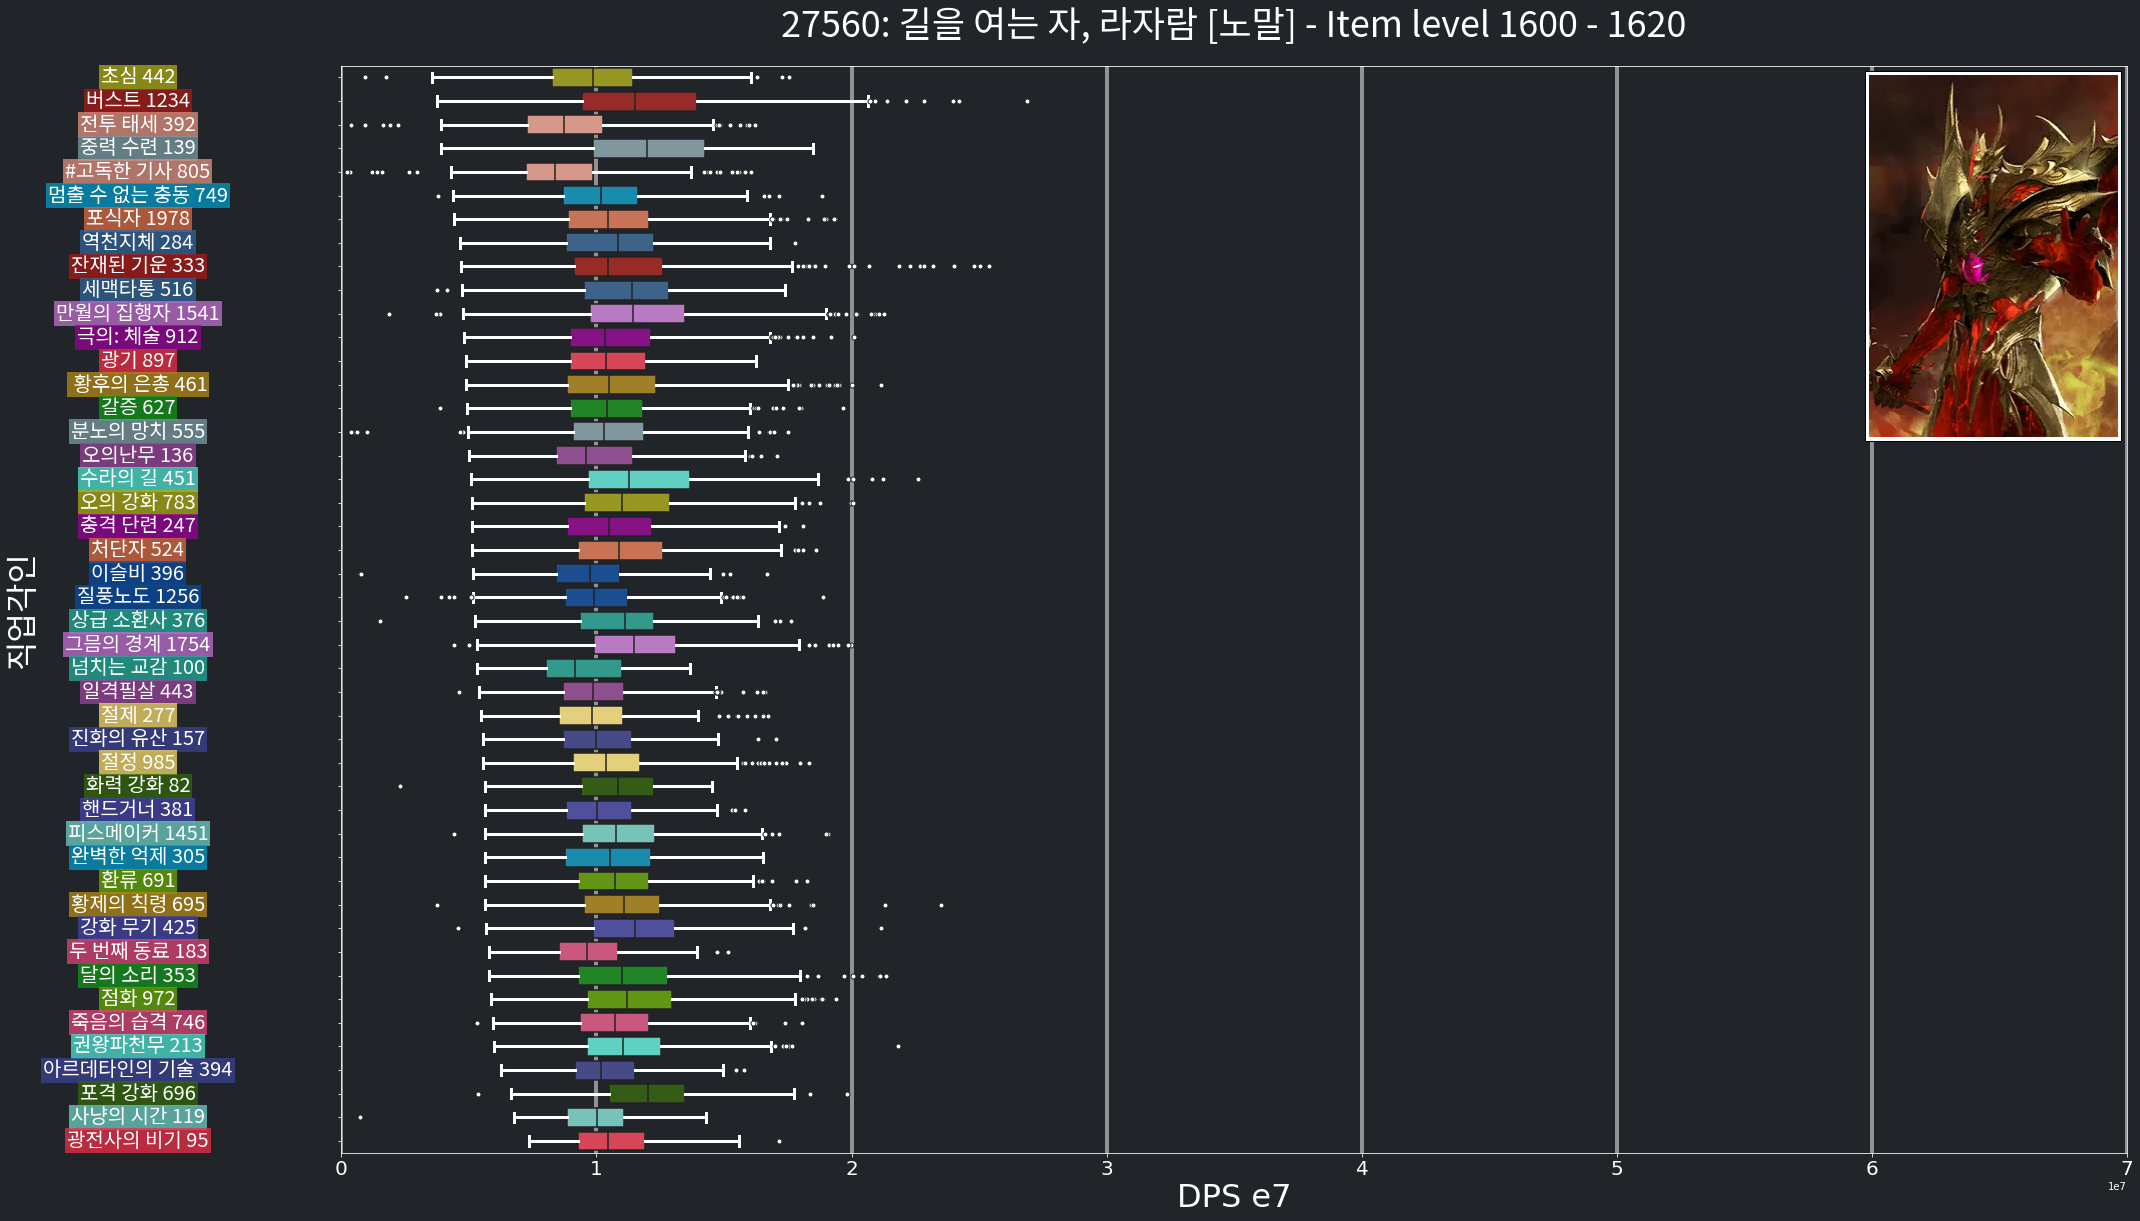 27560: 길을 여는 자, 라자람 [노말] - Item level 1600 - 1620
직업각인
초심 442
버스트 1234
전투 태세 392
중력 수련 139
#고독한 기사 805
멈출 수 없는 충동 749
포식자 1978
역천지체 284
잔재된 기운 333
세맥타통 516
만월의 집행자 1541
극의: 체술 912
광기 897
황후의 은총 461
갈증 627
분노의 망치 555
오의난무 136
수라의 길 451
오의 강화 783
충격 단련 247
처단자 524
이슬비 396
질풍노도 1256
상급 소환사 376
그믐의 경계 1754
넘치는 교감 100
일격필살 443
절제 277
진화의 유산 157
절정 985
화력 강화 82
핸드거너 381
피스메이커 1451
완벽한 억제 305
환류 691
황제의 칙령 695
강화 무기 425
두 번째 동료 183
달의 소리 353
점화 972
죽음의 습격 746
권왕파천무 213
아르데타인의 기술 394
포격 강화 696
사냥의 시간 119
광전사의 비기 95
0 1 2 3 4 5 6 7
1e7
DPS e7